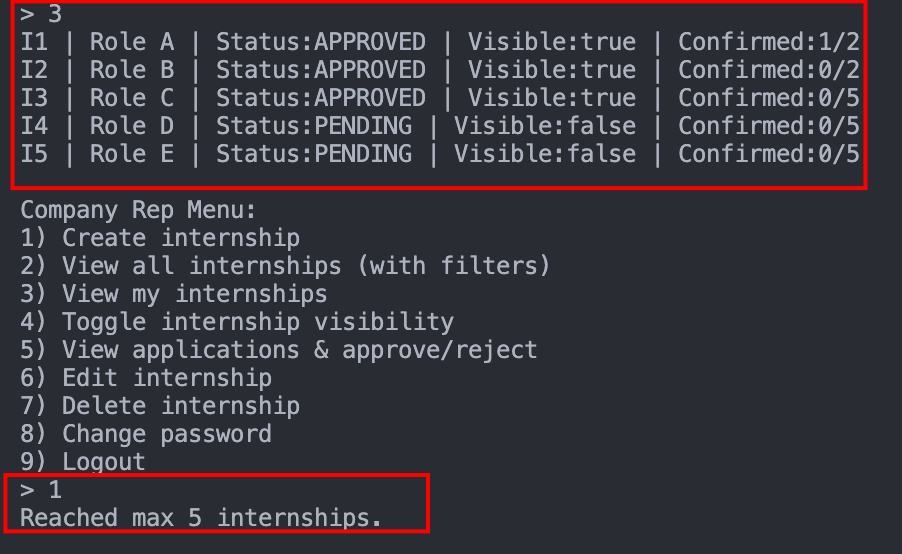 > 3
I1 | Role A | Status:APPROVED | Visible:true | Confirmed:1/2
I2 | Role B | Status:APPROVED | Visible:true | Confirmed:0/2
I3 | Role C | Status:APPROVED | Visible:true | Confirmed:0/5
I4 | Role D | Status:PENDING | Visible:false | Confirmed:0/5
I5 | Role E | Status:PENDING | Visible:false | Confirmed:0/5
Company Rep Menu:
1) Create internship
2) View all internships (with filters)
3) View my internships
4) Toggle internship visibility
5) View applications & approve/reject
6) Edit internship
7) Delete internship
8) Change password
9) Logout
> 1
Reached max 5 internships.